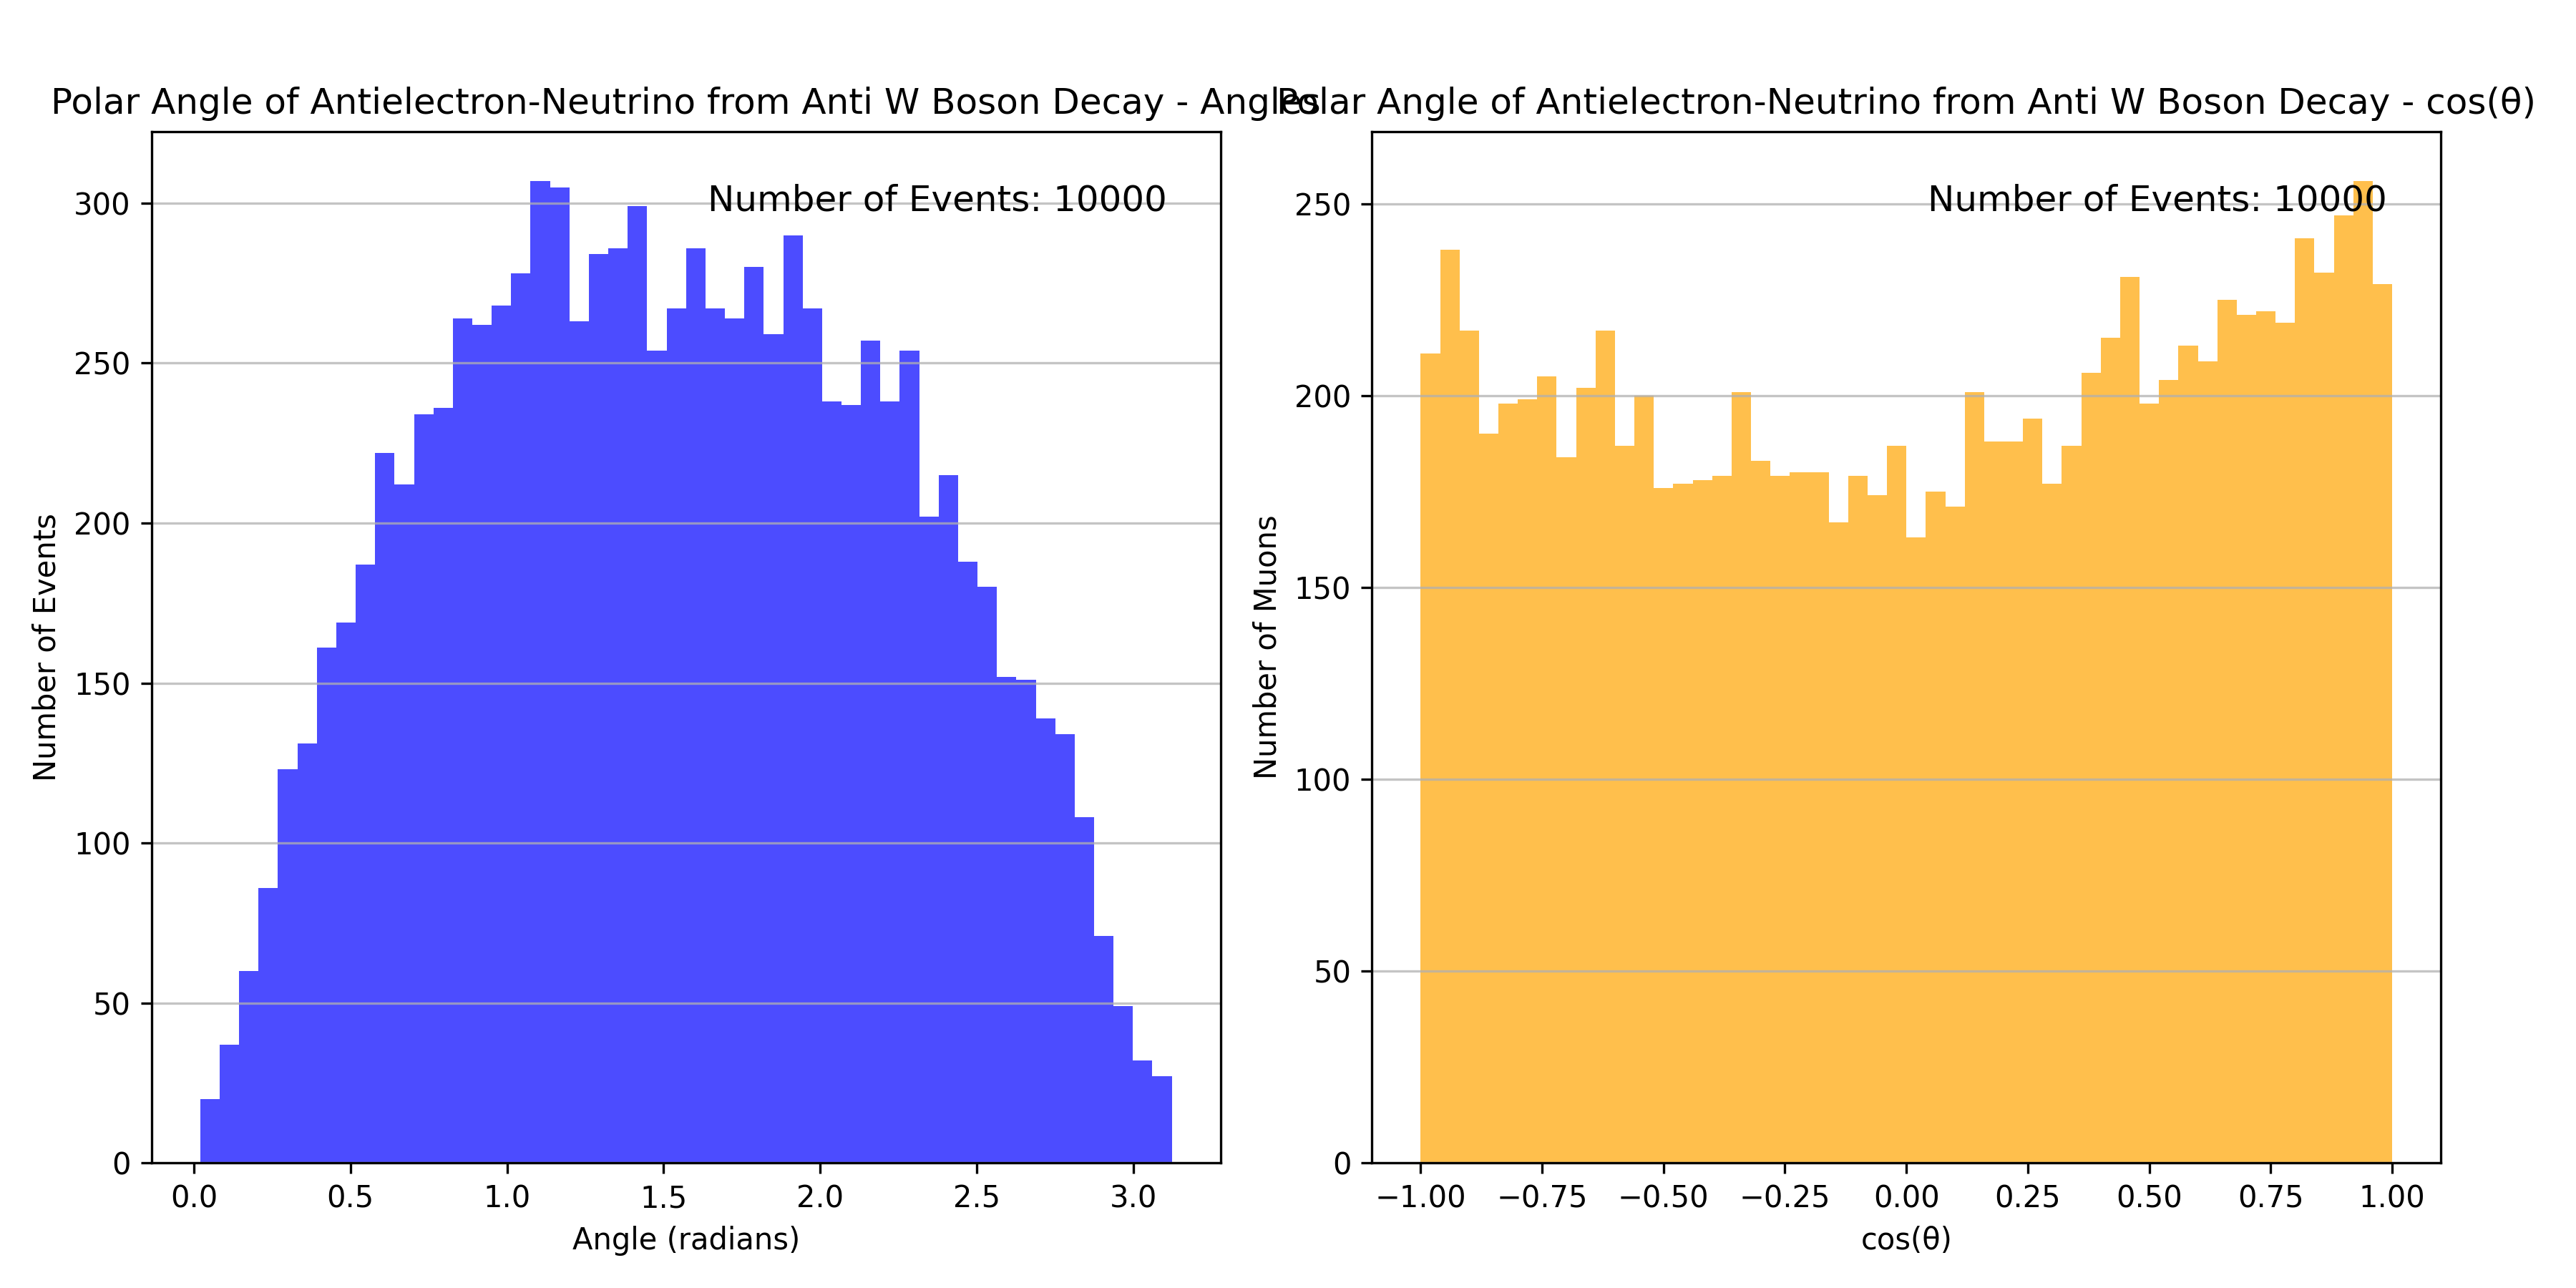 Polar Angle of Antielectron-Neutrino from Anti W Boson Decay - Angles
Number of Events: 10000
Number of Events
300
250
200
150
100
50
0
0.0 0.5 1.0 1.5 2.0 2.5 3.0
Angle (radians)
Polar Angle of Antielectron-Neutrino from Anti W Boson Decay - cos(θ)
Number of Events: 10000
Number of Muons
250
200
150
100
50
0
−1.00 −0.75 −0.50 −0.25 0.00 0.25 0.50 0.75 1.00
cos(θ)